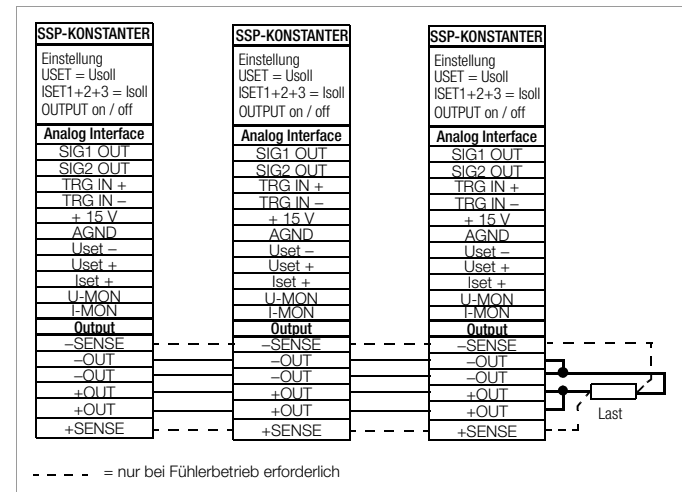 SSP-KONSTANTER
Einstellung
USET = Usoll
ISET1+2+3 = Isoll
OUTPUT on / off
Analog Interface
SIG1 OUT
SIG2 OUT
TRG IN +
TRG IN –
+ 15 V
AGND
Uset –
Uset +
Iset +
U-MON
I-MON
Output
–SENSE
–OUT
–OUT
+OUT
+OUT
+SENSE
SSP-KONSTANTER
Einstellung
USET = Usoll
ISET1+2+3 = Isoll
OUTPUT on / off
Analog Interface
SIG1 OUT
SIG2 OUT
TRG IN +
TRG IN –
+ 15 V
AGND
Uset –
Uset +
Iset +
U-MON
I-MON
Output
–SENSE
–OUT
–OUT
+OUT
+OUT
+SENSE
SSP-KONSTANTER
Einstellung
USET = Usoll
ISET1+2+3 = Isoll
OUTPUT on / off
Analog Interface
SIG1 OUT
SIG2 OUT
TRG IN +
TRG IN –
+ 15 V
AGND
Uset –
Uset +
Iset +
U-MON
I-MON
Output
–SENSE
–OUT
–OUT
+OUT
+OUT
+SENSE
Last
= nur bei Fühlerbetrieb erforderlich